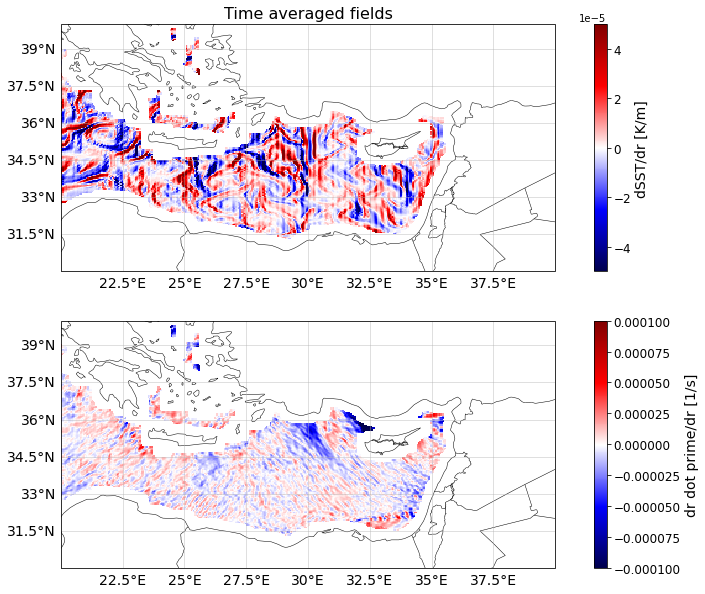 Time averaged fields
1e−5
39°N
37.5°N
36°N
34.5°N
33°N
31.5°N
22.5°E 25°E 27.5°E 30°E 32.5°E 35°E 37.5°E
4
2
0
−2
−4
dSST/dr [K/m]
39°N
37.5°N
36°N
34.5°N
33°N
31.5°N
22.5°E 25°E 27.5°E 30°E 32.5°E 35°E 37.5°E
0.000100
0.000075
0.000050
0.000025
0.000000
−0.000025
−0.000050
−0.000075
−0.000100
dr dot prime/dr [1/s]